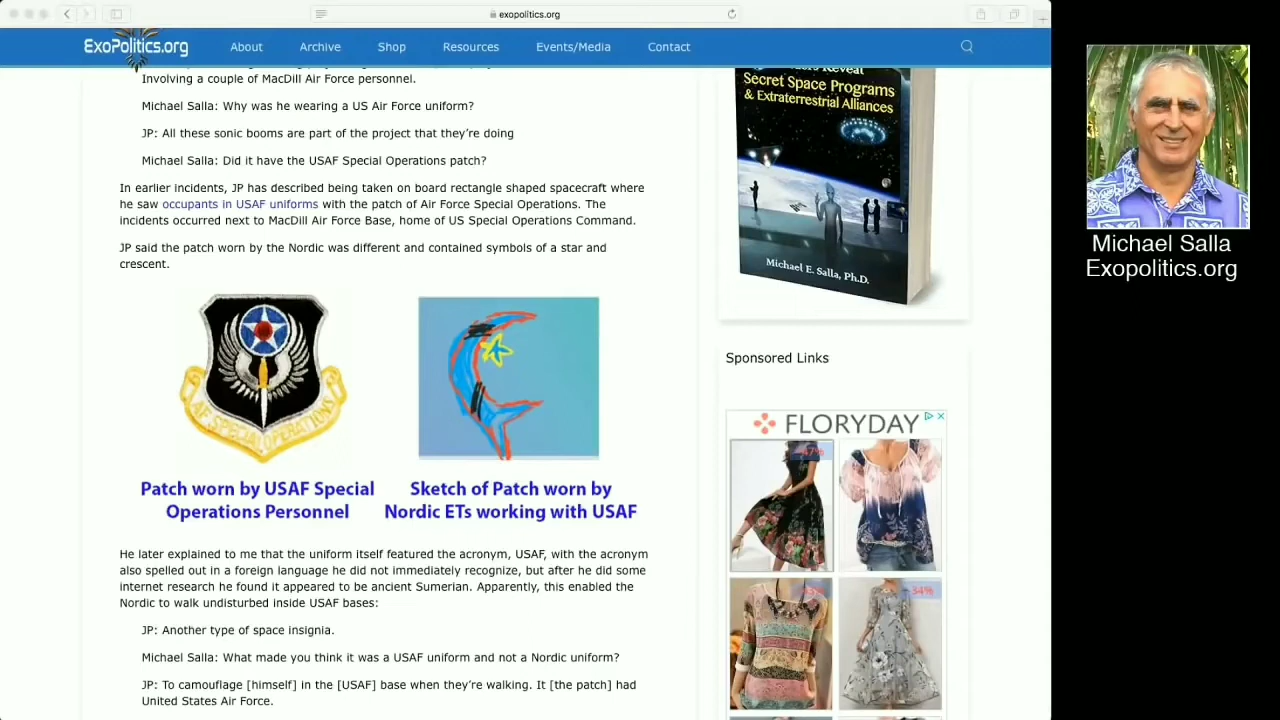 exopolitics.org
ExoPolitics.org
About
Archive
Shop
Resources
Events/Media
Contact
Involving a couple of MacDill Air Force personnel.
Michael Salla: Why was he wearing a US Air Force uniform?
JP: All these sonic booms are part of the project that they’re doing
Michael Salla: Did it have the USAF Special Operations patch?
In earlier incidents, JP has described being taken on board rectangle shaped spacecraft where
he saw occupants in USAF uniforms with the patch of Air Force Special Operations. The
incidents occurred next to MacDill Air Force Base, home of US Special Operations Command.
JP said the patch worn by the Nordic was different and contained symbols of a star and
crescent.
AF SPECIAL OPERATIONS
Patch worn by USAF Special
Operations Personnel
Sketch of Patch worn by
Nordic ETs working with USAF
He later explained to me that the uniform itself featured the acronym, USAF, with the acronym
also spelled out in a foreign language he did not immediately recognize, but after he did some
internet research he found it appeared to be ancient Sumerian. Apparently, this enabled the
Nordic to walk undisturbed inside USAF bases:
JP: Another type of space insignia.
Michael Salla: What made you think it was a USAF uniform and not a Nordic uniform?
JP: To camouflage [himself] in the [USAF] base when they’re walking. It [the patch] had
United States Air Force.
Reveal
Secret Space Programs
& Extraterrestrial Alliances
Michael E. Salla, Ph.D.
Sponsored Links
FLORYDAY
-34%
Michael Salla
Exopolitics.org